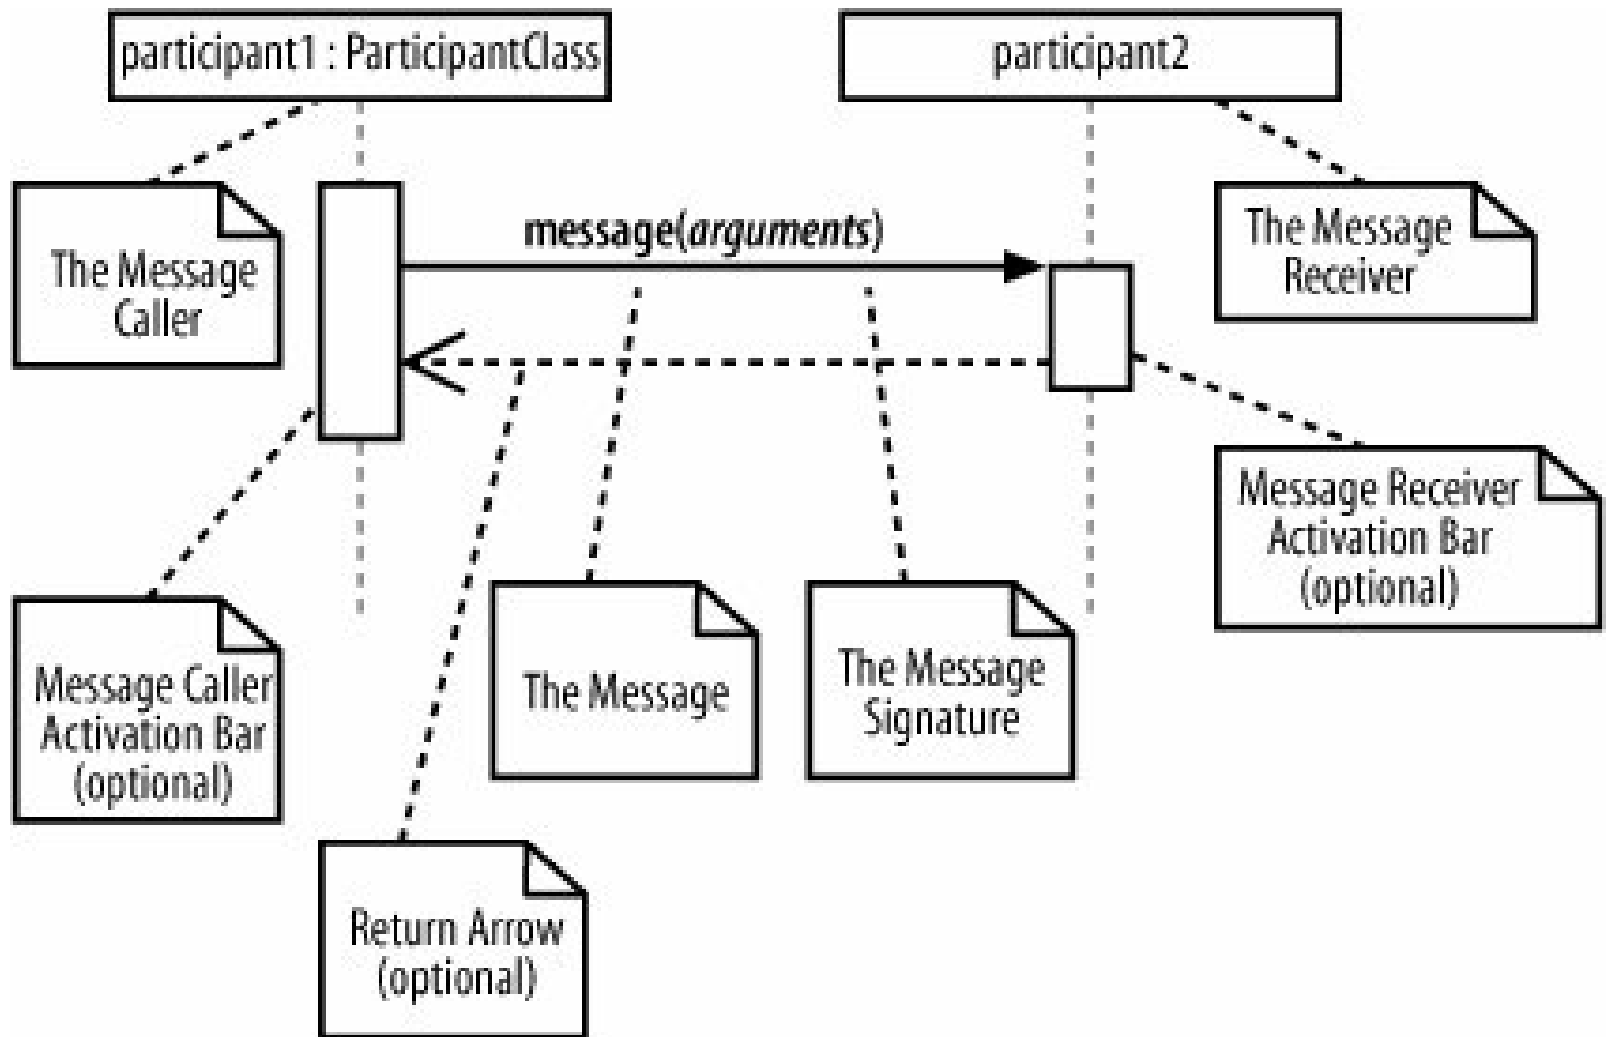 participant1 : ParticipantClass
participant2
The Message
Caller
message(arguments)
The Message
Receiver
Message Receiver
Activation Bar
(optional)
Message Caller
Activation Bar
(optional)
The Message
The Message
Signature
Return Arrow
(optional)